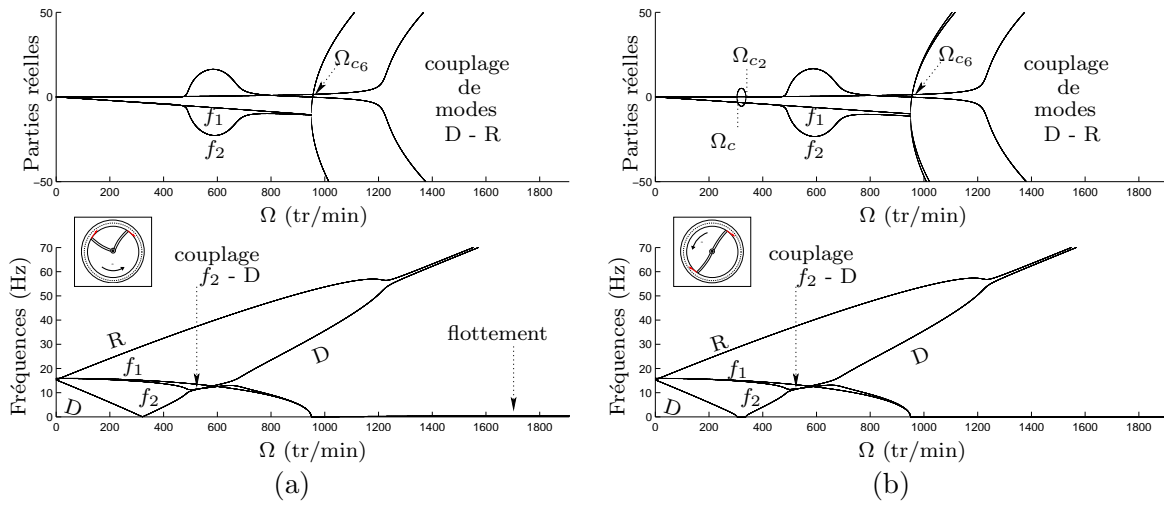 Parties réelles
50
0
−50
Ω_{c_6}
couplage
de
modes
D - R
f_1
f_2
0 200 400 600 800 1000 1200 1400 1600 1800
Ω (tr/min)
Fréquences (Hz)
70
60
50
40
30
20
10
0
couplage
f_2 - D
R
f_1
f_2
D
D
flottement
0 200 400 600 800 1000 1200 1400 1600 1800
Ω (tr/min)
(a)
Parties réelles
50
0
−50
Ω_{c_2}
Ω_{c_6}
couplage
de
modes
D - R
f_1
Ω_c
f_2
0 200 400 600 800 1000 1200 1400 1600 1800
Ω (tr/min)
Fréquences (Hz)
70
60
50
40
30
20
10
0
couplage
f_2 - D
R
f_1
f_2
D
D
0 200 400 600 800 1000 1200 1400 1600 1800
Ω (tr/min)
(b)